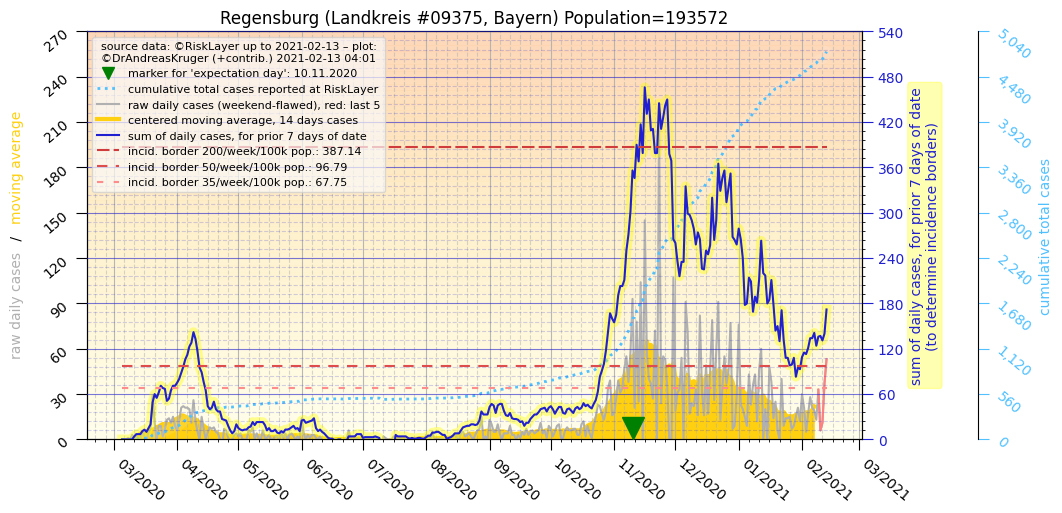 Regensburg (Landkreis #09375, Bayern) Population=193572
source data: ©RiskLayer up to 2021-02-13 – plot:
©DrAndreasKruger (+contrib.) 2021-02-13 04:01
marker for 'expectation day': 10.11.2020
cumulative total cases reported at RiskLayer
raw daily cases (weekend-flawed), red: last 5
centered moving average, 14 days cases
sum of daily cases, for prior 7 days of date
incid. border 200/week/100k pop.: 387.14
incid. border 50/week/100k pop.: 96.79
incid. border 35/week/100k pop.: 67.75
raw daily cases / moving average
270
240
210
180
150
120
90
60
30
0
540
480
420
360
300
240
180
120
60
0
sum of daily cases, for prior 7 days of date
(to determine incidence borders)
5,040
4,480
3,920
3,360
2,800
2,240
1,680
1,120
560
0
cumulative total cases
03/2020
04/2020
05/2020
06/2020
07/2020
08/2020
09/2020
10/2020
11/2020
12/2020
01/2021
02/2021
03/2021